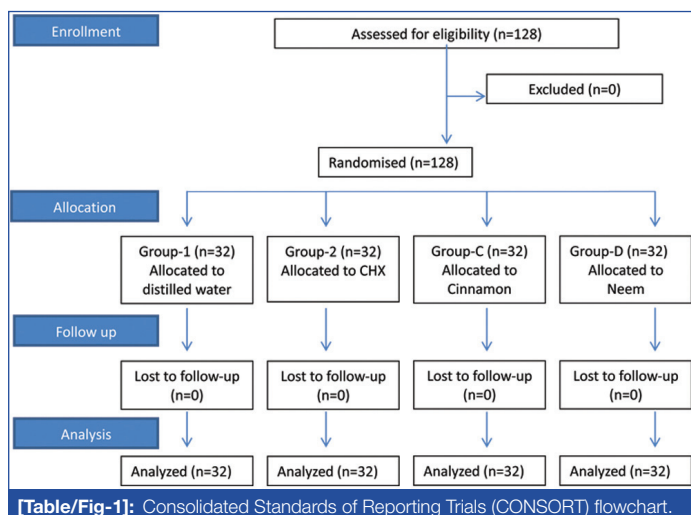 Enrollment
Assessed for eligibility (n=128)
Excluded (n=0)
Randomised (n=128)
Allocation
Group-1 (n=32)
Allocated to
distilled water
Group-2 (n=32)
Allocated to CHX
Group-C (n=32)
Allocated to
Cinnamon
Group-D (n=32)
Allocated to
Neem
Follow up
Lost to follow-up
(n=0)
Lost to follow-up
(n=0)
Lost to follow-up
(n=0)
Lost to follow-up
(n=0)
Analysis
Analyzed (n=32)
Analyzed (n=32)
Analyzed (n=32)
Analyzed (n=32)
[Table/Fig-1]: Consolidated Standards of Reporting Trials (CONSORT) flowchart.